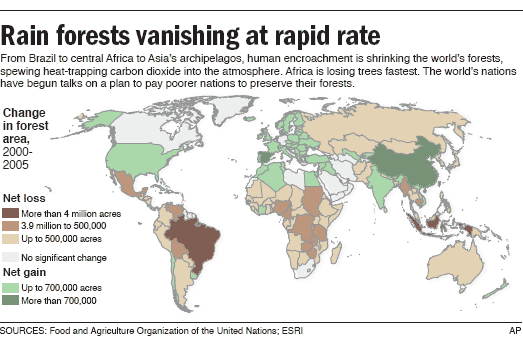 Rain forests vanishing at rapid rate
From Brazil to central Africa to Asia's archipelagos, human encroachment is shrinking the world's forests,
spewing heat-trapping carbon dioxide into the atmosphere. Africa is losing trees fastest. The world's nations
have begun talks on a plan to pay poorer nations to preserve their forests.
Change
in forest
area,
2000-
2005
Net loss
More than 4 million acres
3.9 million to 500,000
Up to 500,000 acres
No significant change
Net gain
Up to 700,000 acres
More than 700,000
SOURCES: Food and Agriculture Organization of the United Nations; ESRI
AP